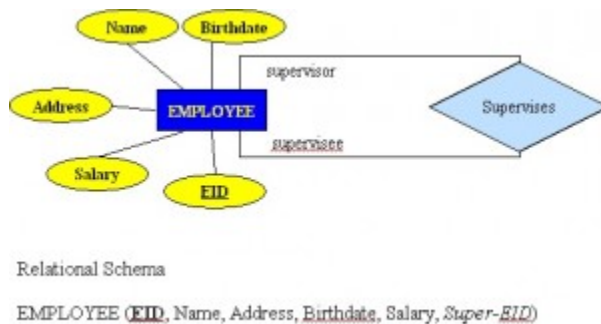 Name Birthdate
supervisor
Address EMPLOYEE Supervises
supervisee
Salary
EID
Relational Schema
EMPLOYEE (EID, Name, Address, Birthdate, Salary, Super-EID)